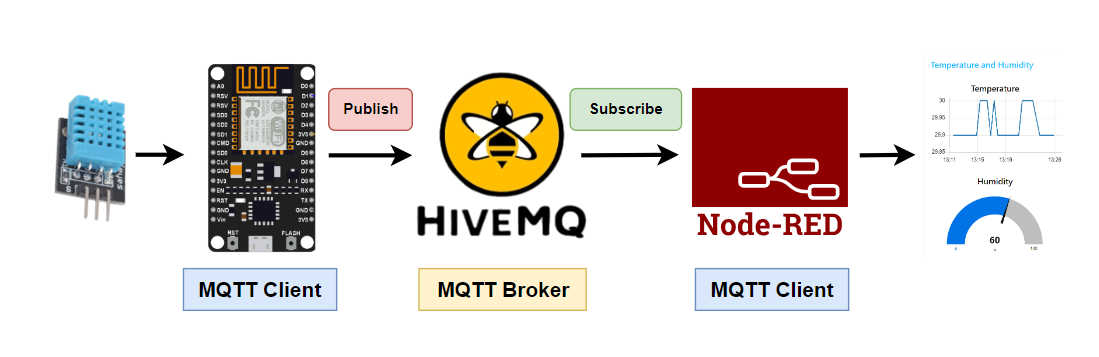 Publish
Subscribe
HIVEMQ
Node-RED
MQTT Client
MQTT Broker
MQTT Client
A0
RSV
RSV
SD3
SD2
SD1
CMD
SD0
CLK
GND
3V3
EN
RST
GND
Vin
D0
D1
D2
D3
D4
3V3
GND
D5
D6
D7
D8
RX
TX
GND
3V3
RST
FLASH
WiFi
FC
S
Temperature and Humidity
Temperature
30
29.95
29.9
29.85
13:11
13:15
13:19
13:26
Humidity
60
0
100